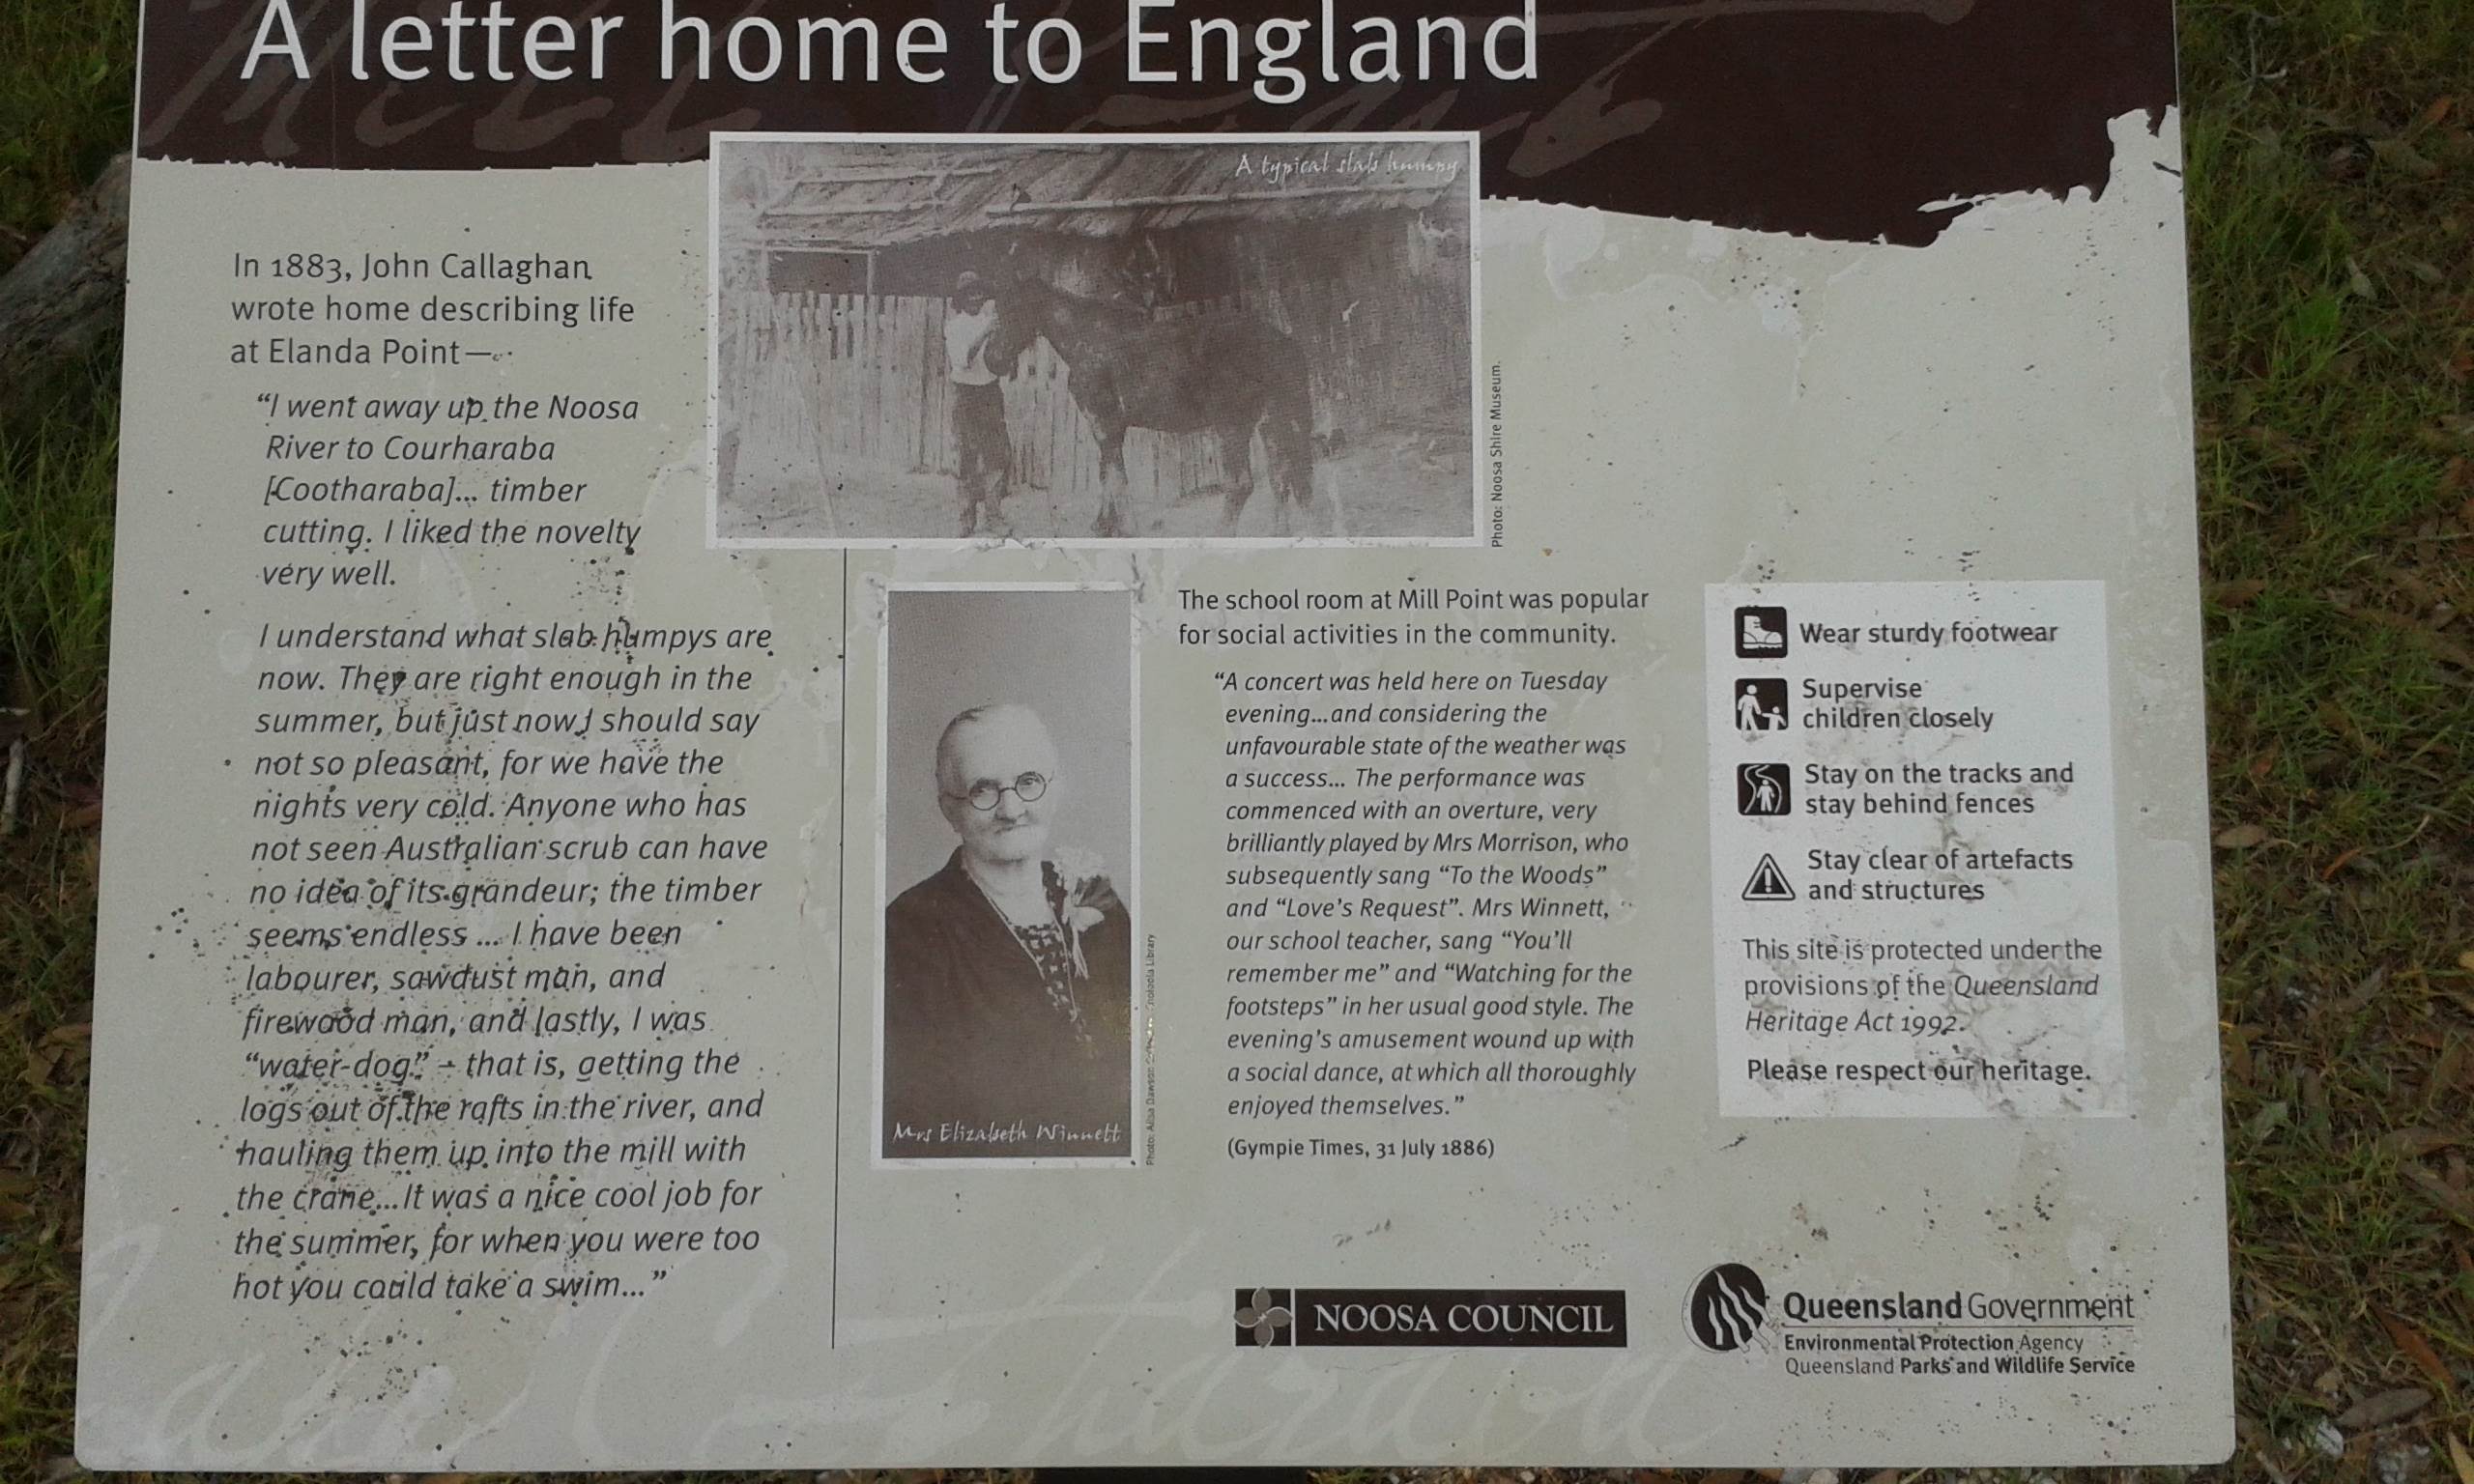 A letter home to England
A typical slab humpy
Photo: Noosa Shire Museum.
In 1883, John Callaghan
wrote home describing life
at Elanda Point—
“I went away up the Noosa
River to Courharaba
[Cootharaba]... timber
cutting. I liked the novelty
very well.
I understand what slab humpys are
now. They are right enough in the
summer, but just now I should say
not so pleasant, for we have the
nights very cold. Anyone who has
not seen Australian scrub can have
no idea of its grandeur; the timber
seems endless ... I have been
labourer, sawdust man, and
firewood man, and lastly, I was
“water-dog” – that is, getting the
logs out of the rafts in the river, and
hauling them up into the mill with
the crane...It was a nice cool job for
the summer, for when you were too
hot you could take a swim...”
Mrs Elizabeth Winnett
Photo: Library
The school room at Mill Point was popular
for social activities in the community.
“A concert was held here on Tuesday
evening...and considering the
unfavourable state of the weather was
a success... The performance was
commenced with an overture, very
brilliantly played by Mrs Morrison, who
subsequently sang “To the Woods”
and “Love’s Request”. Mrs Winnett,
our school teacher, sang “You’ll
remember me” and “Watching for the
footsteps” in her usual good style. The
evening’s amusement wound up with
a social dance, at which all thoroughly
enjoyed themselves.”
(Gympie Times, 31 July 1886)
Wear sturdy footwear
Supervise
children closely
Stay on the tracks and
stay behind fences
Stay clear of artefacts
and structures
This site is protected under the
provisions of the Queensland
Heritage Act 1992.
Please respect our heritage.
NOOSA COUNCIL
Queensland Government
Environmental Protection Agency
Queensland Parks and Wildlife Service